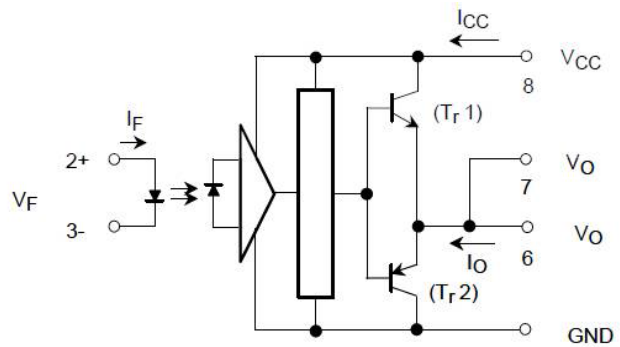 ICC
VCC
8
(Tr 1)
IF
2+
VF
3-
VO
7
VO
IO
6
(Tr 2)
GND